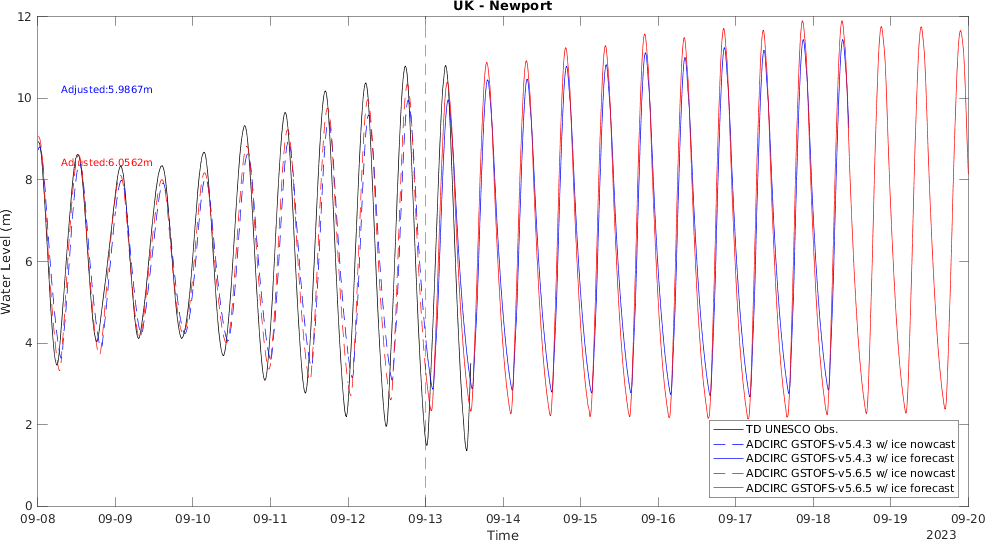 UK - Newport
12
10
8
6
4
2
0
Water Level (m)
Adjusted:5.9867m
Adjusted:6.0562m
TD UNESCO Obs.
ADCIRC GSTOFS-v5.4.3 w/ ice nowcast
ADCIRC GSTOFS-v5.4.3 w/ ice forecast
ADCIRC GSTOFS-v5.6.5 w/ ice nowcast
ADCIRC GSTOFS-v5.6.5 w/ ice forecast
09-08 09-09 09-10 09-11 09-12 09-13 09-14 09-15 09-16 09-17 09-18 09-19 09-20
Time
2023